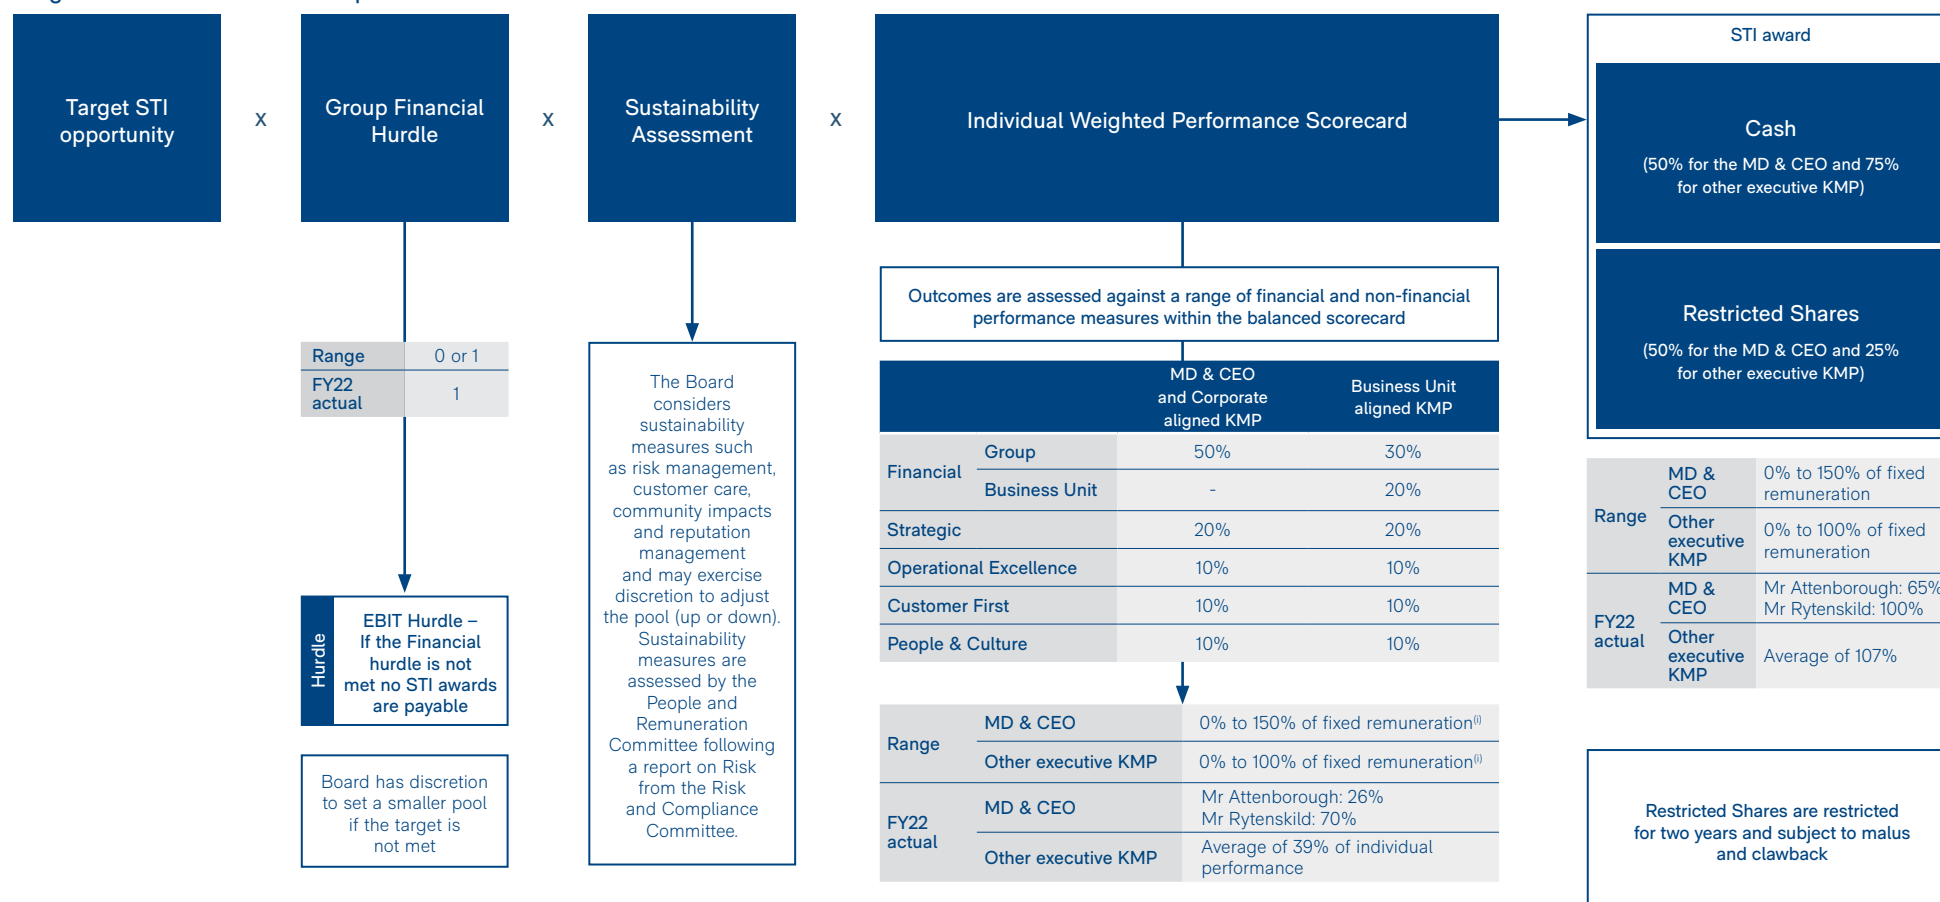 Target STI
opportunity
x
Group Financial
Hurdle
x
Sustainability
Assessment
x
Individual Weighted Performance Scorecard
STI award
Cash
(50% for the MD & CEO and 75%
for other executive KMP)
Restricted Shares
(50% for the MD & CEO and 25%
for other executive KMP)
Range 0 or 1
FY22
actual
1
Hurdle
EBIT Hurdle –
If the Financial
hurdle is not
met no STI awards
are payable
Board has discretion
to set a smaller pool
if the target is
not met
The Board
considers
sustainability
measures such
as risk management,
customer care,
community impacts
and reputation
management
and may exercise
discretion to adjust
the pool (up or down).
Sustainability
measures are
assessed by the
People and
Remuneration
Committee following
a report on Risk
from the Risk
and Compliance
Committee.
Outcomes are assessed against a range of financial and non-financial
performance measures within the balanced scorecard
MD & CEO
and Corporate
aligned KMP
Business Unit
aligned KMP
Financial
Group 50% 30%
Business Unit - 20%
Strategic 20% 20%
Operational Excellence 10% 10%
Customer First 10% 10%
People & Culture 10% 10%
Range
MD & CEO 0% to 150% of fixed remuneration(i)
Other executive KMP 0% to 100% of fixed remuneration(i)
FY22
actual
MD & CEO
Mr Attenborough: 26%
Mr Rytenskild: 70%
Other executive KMP
Average of 39% of individual
performance
Range
MD &
CEO
0% to 150% of fixed
remuneration
Other
executive
KMP
0% to 100% of fixed
remuneration
FY22
actual
MD &
CEO
Mr Attenborough: 65%
Mr Rytenskild: 100%
Other
executive
KMP
Average of 107%
Restricted Shares are restricted
for two years and subject to malus
and clawback